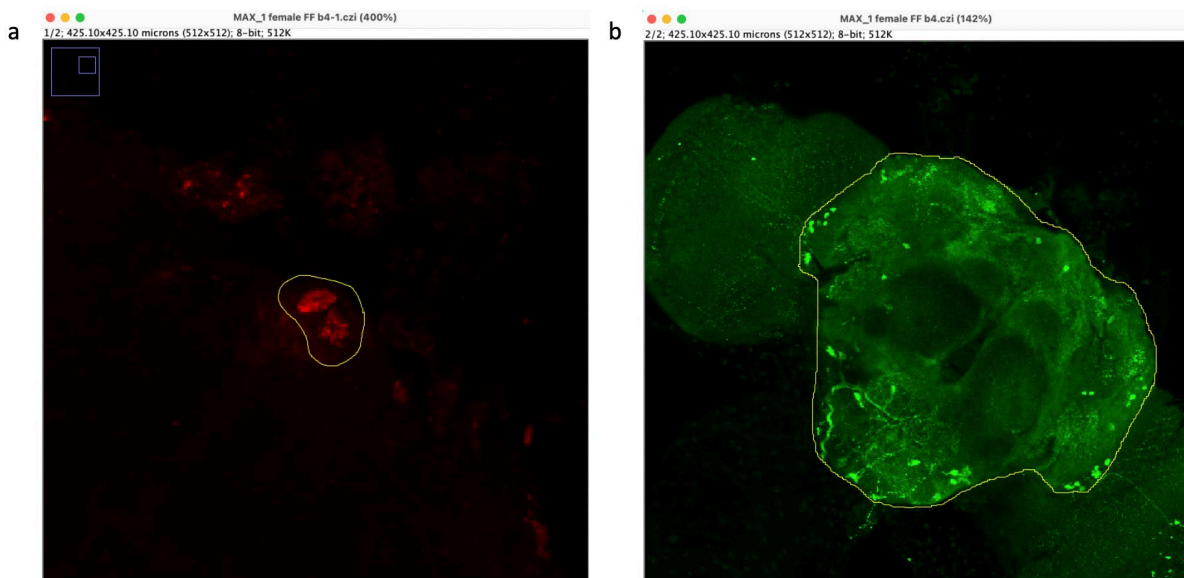 a
MAX_1 female FF b4-1.czi (400%)
1/2; 425.10x425.10 microns (512x512); 8-bit; 512K
b
MAX_1 female FF b4.czi (142%)
2/2; 425.10x425.10 microns (512x512); 8-bit; 512K